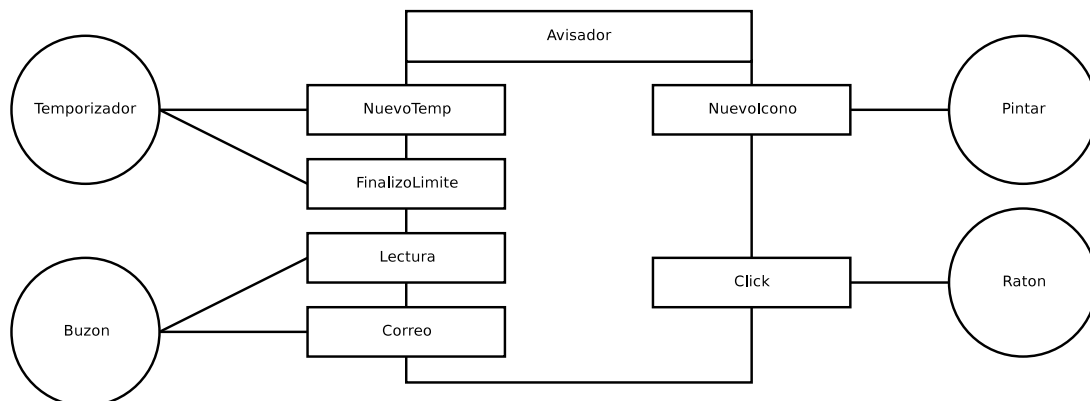 Avisador
Temporizador
NuevoTemp
NuevoIcono
Pintar
FinalizoLimite
Lectura
Click
Raton
Buzon
Correo